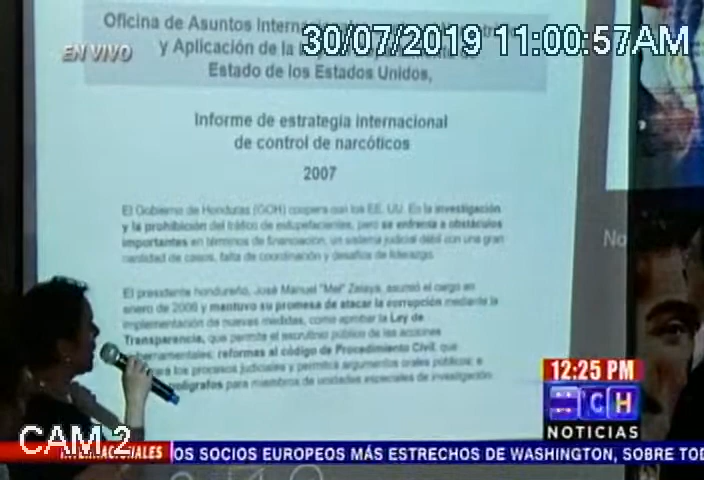 Oficina de Asuntos
30/07/2019 11:00:57AM
EN VIVO
y Aplicación de la
Estado de los Estados Unidos,
Informe de estrategia internacional
de control de narcóticos
2007
El Gobierno de Honduras (GOH) coopera con los EE. UU. En la investigación
y la prohibición del tráfico de estupefacientes, pero se enfrenta a obstáculos
importantes en términos de financiación, un sistema judicial débil con una gran
cantidad de casos, falta de coordinación y desafíos de liderazgo.
El presidente hondureño, José Manuel "Mel" Zelaya, asumió el cargo en
enero de 2006 y mantuvo su promesa de atacar la corrupción mediante la
implementación de nuevas medidas, como aprobar la Ley de
Transparencia, que permite el escrutinio público de las acciones
reformas al código de Procedimiento Civil, que
los procesos judiciales y permitirá argumentos orales públicos; e
para miembros de unidades especiales de investigación.
No
12:25 PM
CH
NOTICIAS
CAM 2
OS SOCIOS EUROPEOS MÁS ESTRECHOS DE WASHINGTON, SOBRE TOD